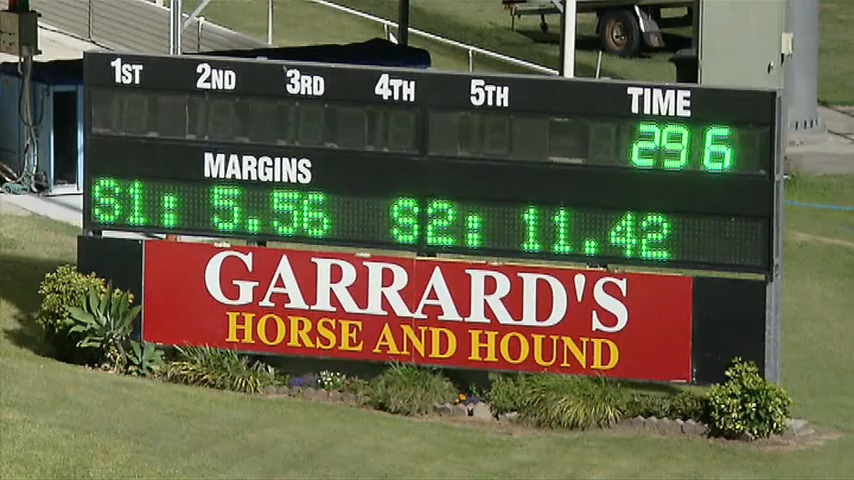 1ST 2ND 3RD 4TH 5TH TIME
29 6
MARGINS
S1: 5.56 S2: 11.42
GARRARD'S
HORSE AND HOUND